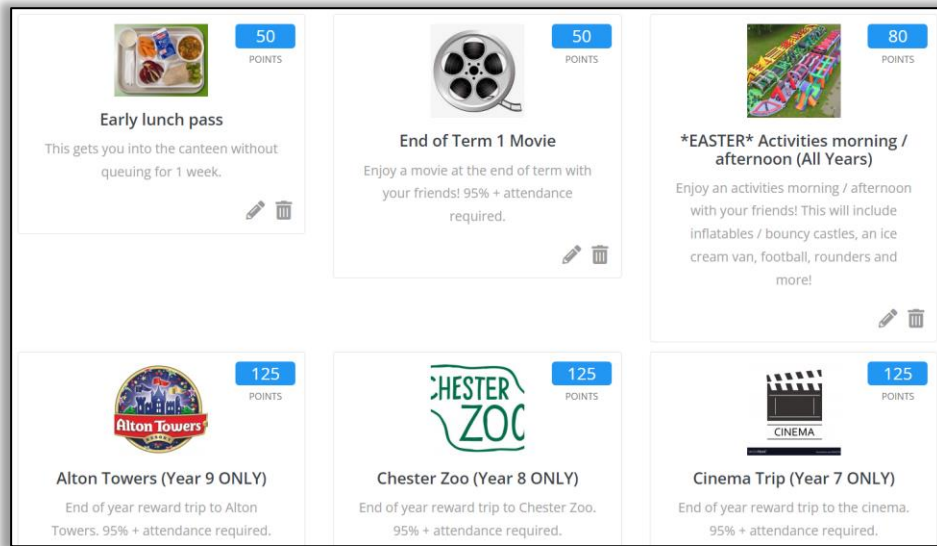 50
POINTS
Early lunch pass
This gets you into the canteen without
queuing for 1 week.
50
POINTS
End of Term 1 Movie
Enjoy a movie at the end of term with
your friends! 95% + attendance
required.
80
POINTS
*EASTER* Activities morning /
afternoon (All Years)
Enjoy an activities morning / afternoon
with your friends! This will include
inflatables / bouncy castles, an ice
cream van, football, rounders and
more!
125
POINTS
Alton Towers
Alton Towers (Year 9 ONLY)
End of year reward trip to Alton
Towers. 95% + attendance required.
125
POINTS
CHESTER
ZOO
Chester Zoo (Year 8 ONLY)
End of year reward trip to Chester Zoo.
95% + attendance required.
125
POINTS
CINEMA
Cinema Trip (Year 7 ONLY)
End of year reward trip to the cinema.
95% + attendance required.